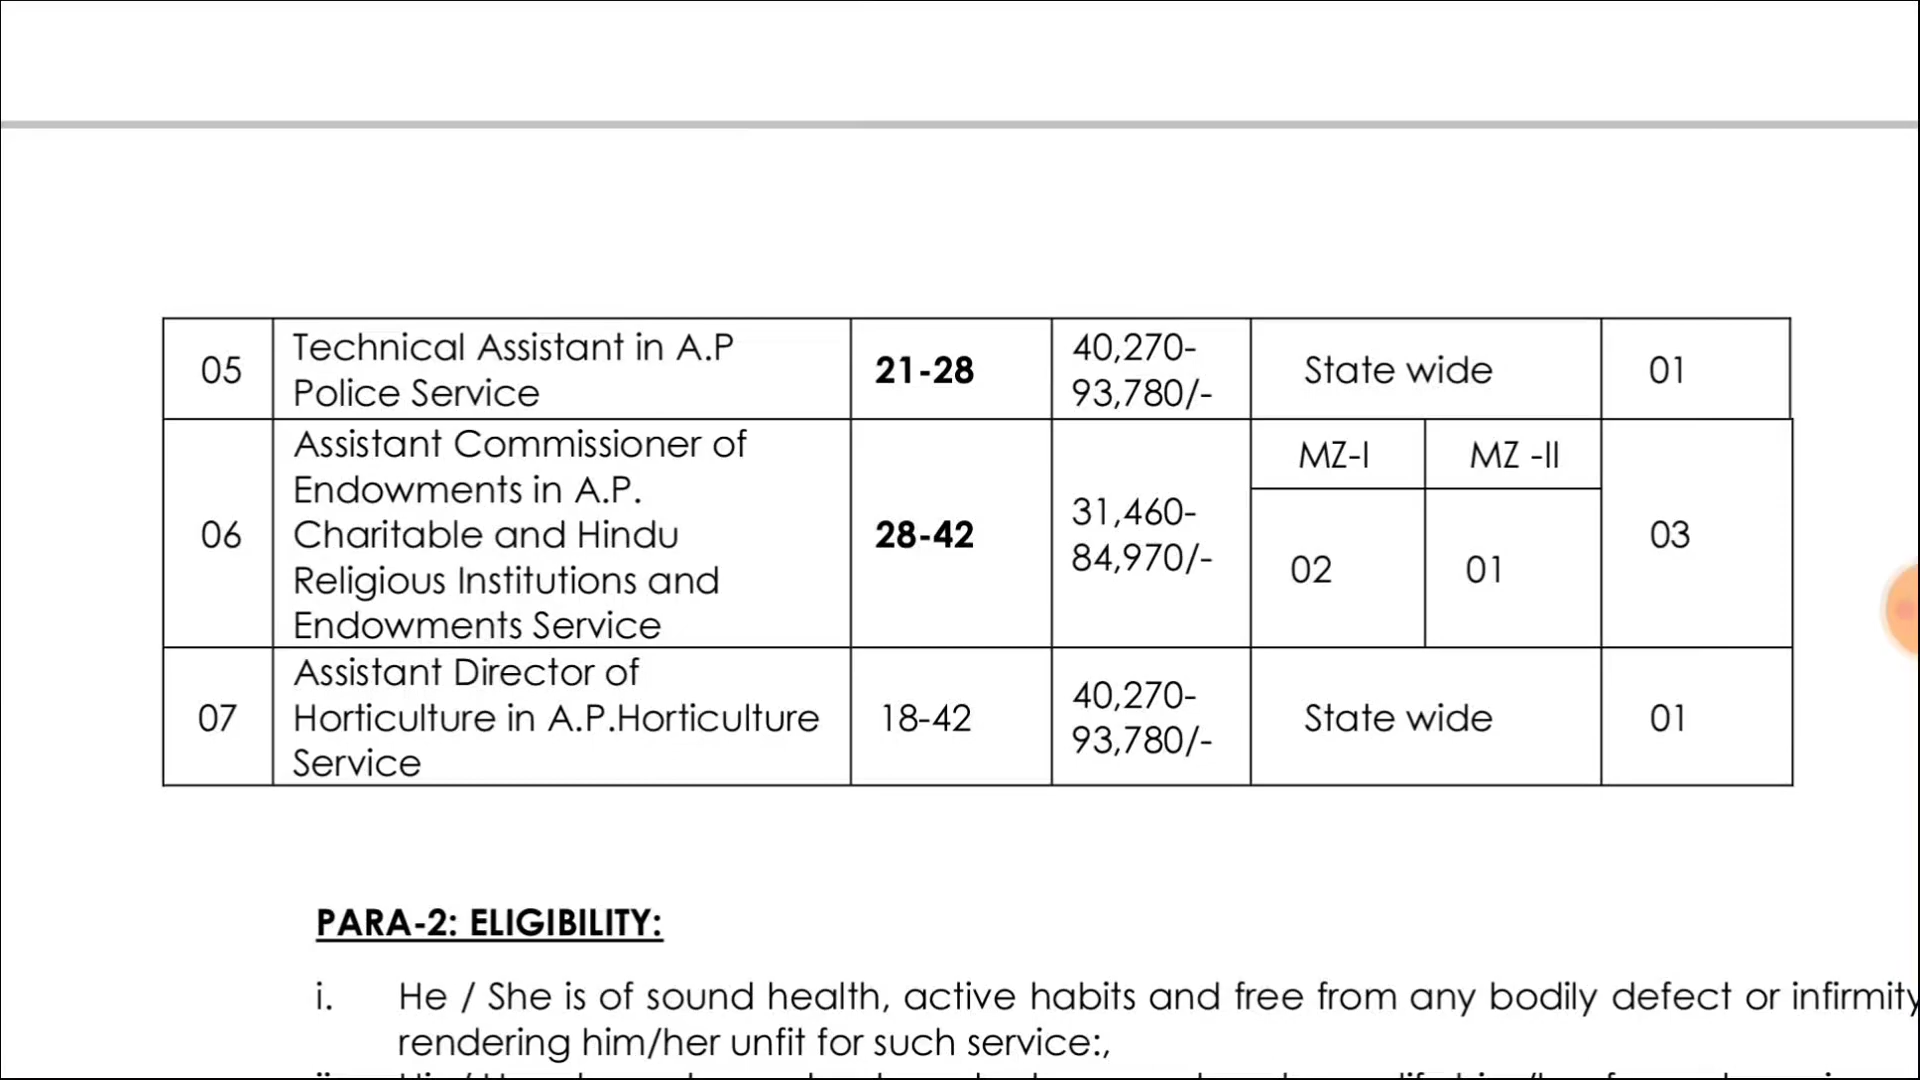 05
Technical Assistant in A.P
Police Service
21-28
40,270-
93,780/-
State wide
01
06
Assistant Commissioner of
Endowments in A.P.
Charitable and Hindu
Religious Institutions and
Endowments Service
28-42
31,460-
84,970/-
MZ-I
MZ -II
02
01
03
07
Assistant Director of
Horticulture in A.P.Horticulture
Service
18-42
40,270-
93,780/-
State wide
01
PARA-2: ELIGIBILITY:
i. He / She is of sound health, active habits and free from any bodily defect or infirmity
rendering him/her unfit for such service:,